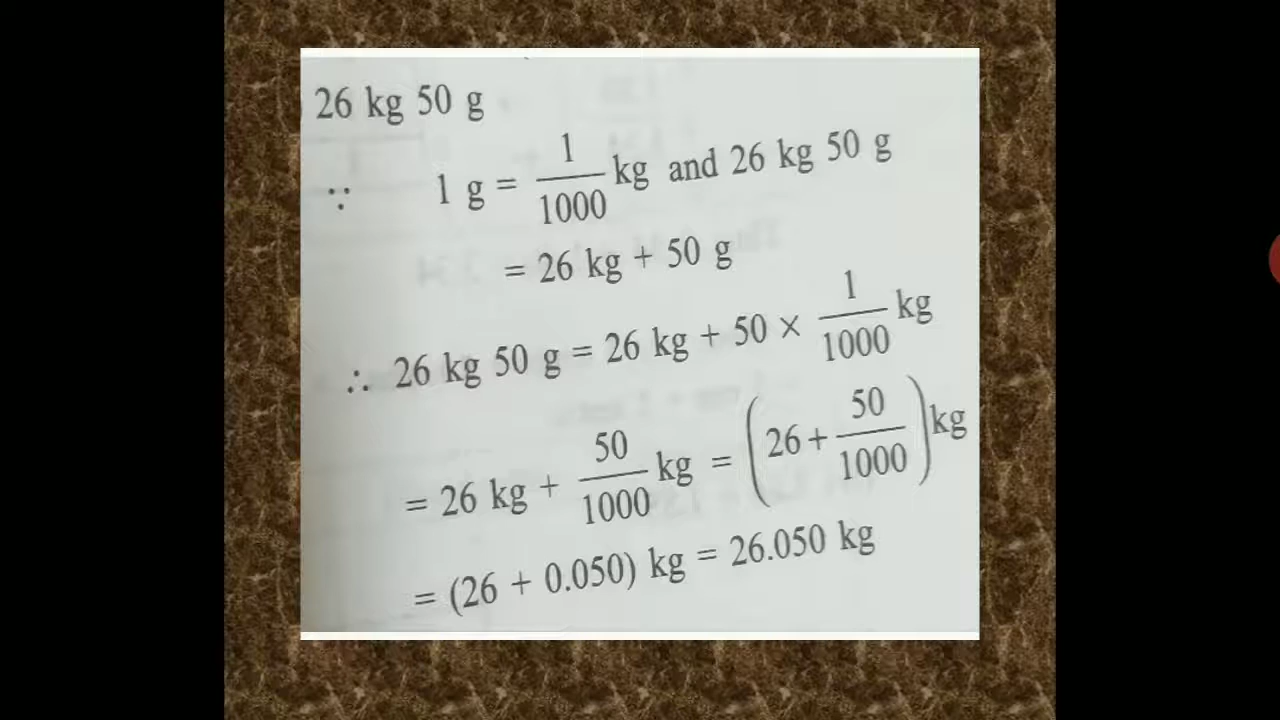 26 kg 50 g
∵ 1 g = 1/1000 kg and 26 kg 50 g
= 26 kg + 50 g
∴ 26 kg 50 g = 26 kg + 50 × 1/1000 kg
= 26 kg + 50/1000 kg = (26 + 50/1000) kg
= (26 + 0.050) kg = 26.050 kg